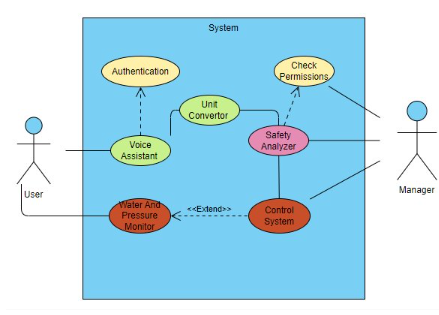 System
Authentication
Check
Permissions
Unit
Convertor
Voice
Assistant
Safety
Analyzer
User
Manager
Water And
Pressure
Monitor
<<Extend>>
Control
System